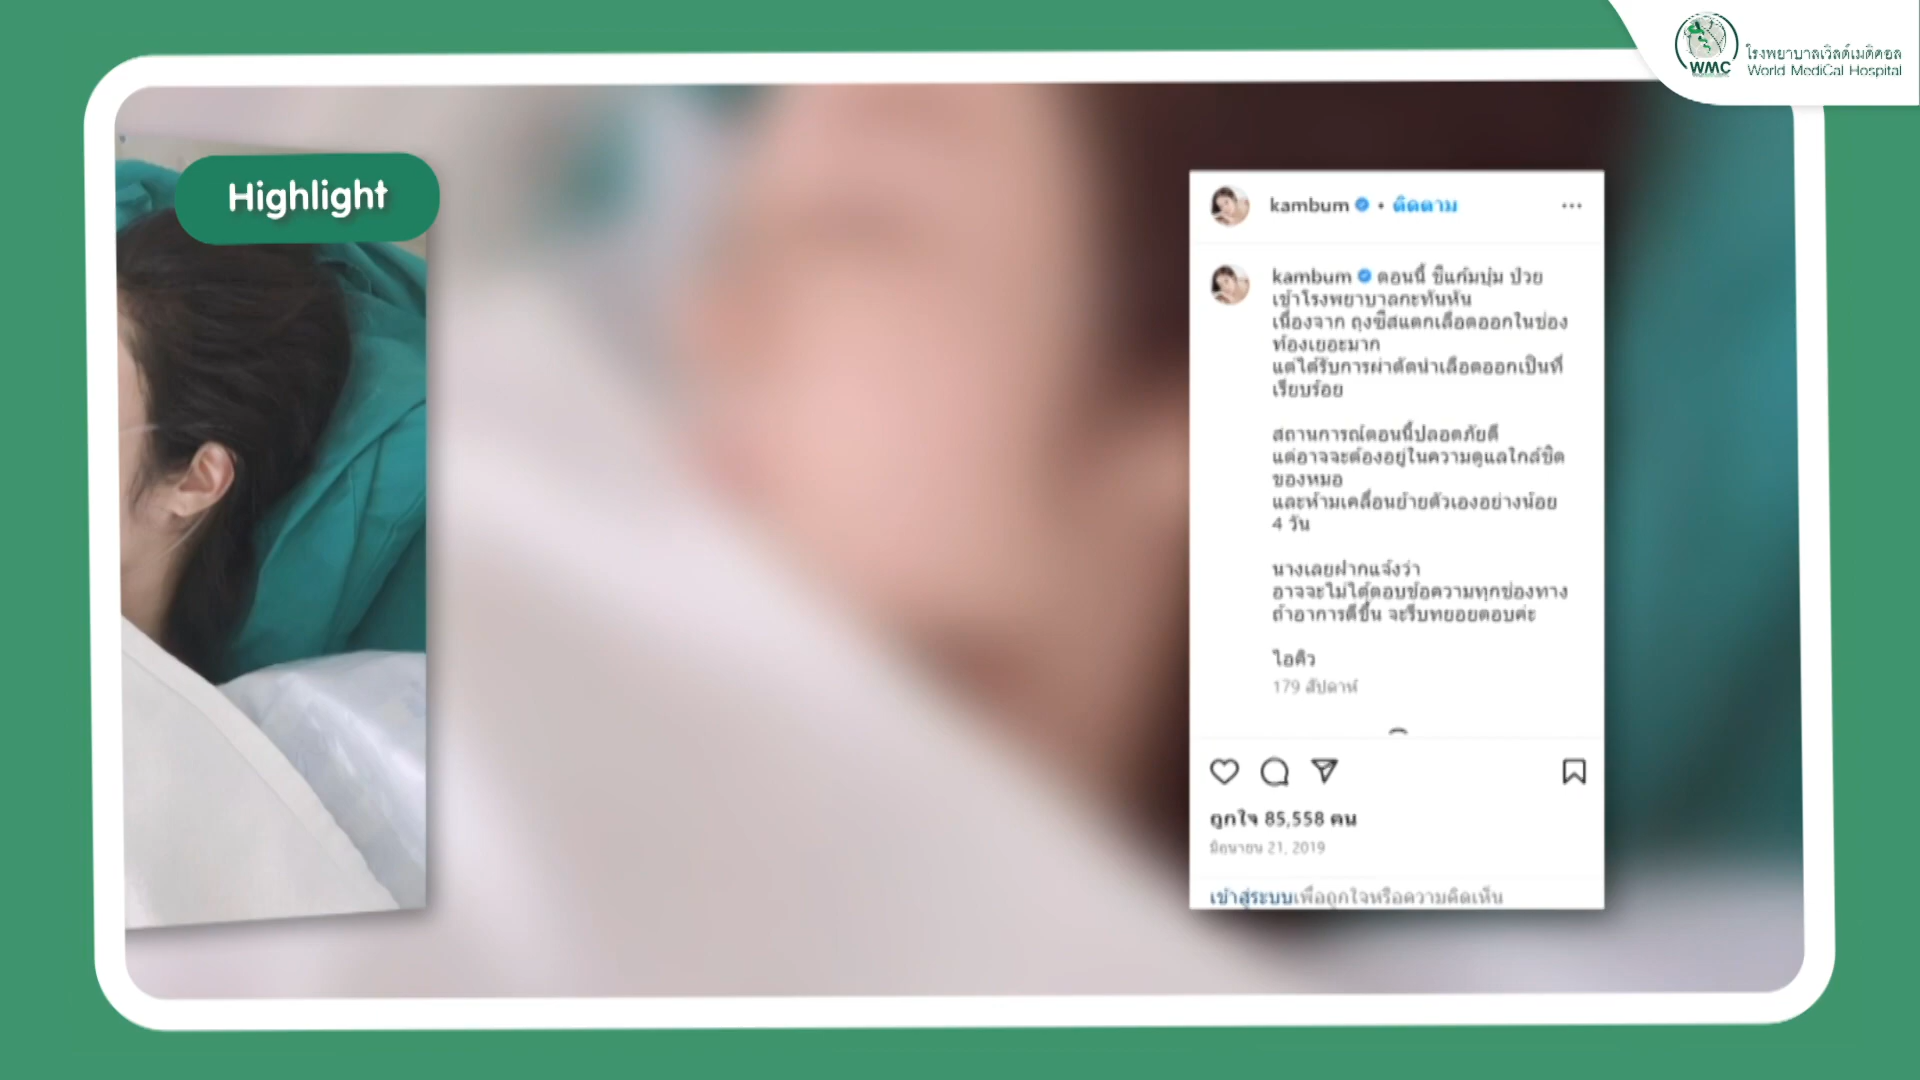 โรงพยาบาลเวิลด์เมดิคอล
WMC
World MediCal Hospital
Highlight
kambum • ติดตาม
kambum ตอนนี้ ซีแก้มบุ๋ม ป่วย
เข้าโรงพยาบาลกะทันหัน
เนื่องจาก ถุงซีสแตกเลือดออกในช่อง
ท้องเยอะมาก
แต่ได้รับการผ่าตัดนำเลือดออกเป็นที่
เรียบร้อย
สถานการณ์ตอนนี้ปลอดภัยดี
แต่อาจจะต้องอยู่ในความดูแลใกล้ชิด
ของหมอ
และห้ามเคลื่อนย้ายตัวเองอย่างน้อย
4 วัน
นางเลยฝากแจ้งว่า
อาจจะไม่ได้ตอบข้อความทุกช่องทาง
ถ้าอาการดีขึ้น จะรีบทยอยตอบค่ะ
ไอคิว
179 สัปดาห์
ถูกใจ 85,558 คน
มิถุนายน 21, 2019
เข้าสู่ระบบเพื่อถูกใจหรือความคิดเห็น